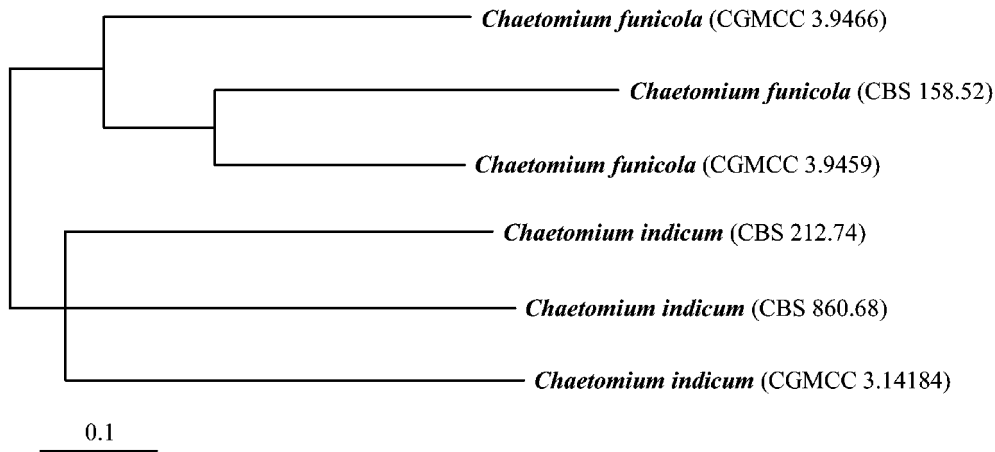 Chaetomium funicola (CGMCC 3.9466)
Chaetomium funicola (CBS 158.52)
Chaetomium funicola (CGMCC 3.9459)
Chaetomium indicum (CBS 212.74)
Chaetomium indicum (CBS 860.68)
Chaetomium indicum (CGMCC 3.14184)
0.1